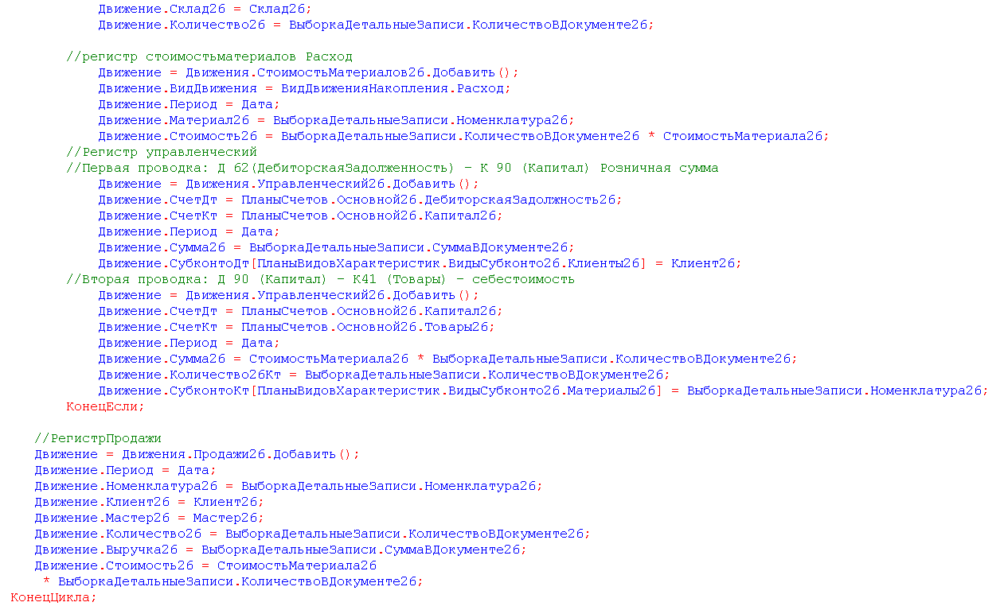 Движение.Склад26 = Склад26;
Движение.Количество26 = ВыборкаДетальныеЗаписи.КоличествоВДокументе26;
//регистр стоимостьматериалов Расход
Движение = Движения.СтоимостьМатериалов26.Добавить();
Движение.ВидДвижения = ВидДвиженияНакопления.Расход;
Движение.Период = Дата;
Движение.Материал26 = ВыборкаДетальныеЗаписи.Номенклатура26;
Движение.Стоимость26 = ВыборкаДетальныеЗаписи.КоличествоВДокументе26 * СтоимостьМатериала26;
//Регистр управленческий
//Первая проводка: Д 62(ДебиторскаяЗадолженность) - К 90 (Капитал) Розничная сумма
Движение = Движения.Управленческий26.Добавить();
Движение.СчетДт = ПланыСчетов.Основной26.ДебиторскаяЗадолжность26;
Движение.СчетКт = ПланыСчетов.Основной26.Капитал26;
Движение.Период = Дата;
Движение.Сумма26 = ВыборкаДетальныеЗаписи.СуммаВДокументе26;
Движение.СубконтоДт[ПланыВидовХарактеристик.ВидыСубконто26.Клиенты26] = Клиент26;
//Вторая проводка: Д 90 (Капитал) - К41 (Товары) - себестоимость
Движение = Движения.Управленческий26.Добавить();
Движение.СчетДт = ПланыСчетов.Основной26.Капитал26;
Движение.СчетКт = ПланыСчетов.Основной26.Товары26;
Движение.Период = Дата;
Движение.Сумма26 = СтоимостьМатериала26 * ВыборкаДетальныеЗаписи.КоличествоВДокументе26;
Движение.Количество26Кт = ВыборкаДетальныеЗаписи.КоличествоВДокументе26;
Движение.СубконтоКт[ПланыВидовХарактеристик.ВидыСубконто26.Материалы26] = ВыборкаДетальныеЗаписи.Номенклатура26;
КонецЕсли;
//РегистрПродажи
Движение = Движения.Продажи26.Добавить();
Движение.Период = Дата;
Движение.Номенклатура26 = ВыборкаДетальныеЗаписи.Номенклатура26;
Движение.Клиент26 = Клиент26;
Движение.Мастер26 = Мастер26;
Движение.Количество26 = ВыборкаДетальныеЗаписи.КоличествоВДокументе26;
Движение.Выручка26 = ВыборкаДетальныеЗаписи.СуммаВДокументе26;
Движение.Стоимость26 = СтоимостьМатериала26
* ВыборкаДетальныеЗаписи.КоличествоВДокументе26;
КонецЦикла;